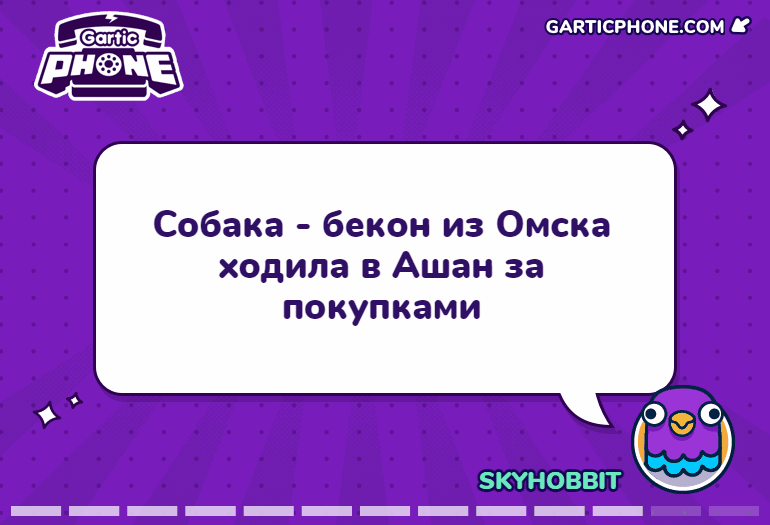 Gartic
PHONE
GARTICPHONE.COM
Собака - бекон из Омска
ходила в Ашан за
покупками
SKYHOBBIT